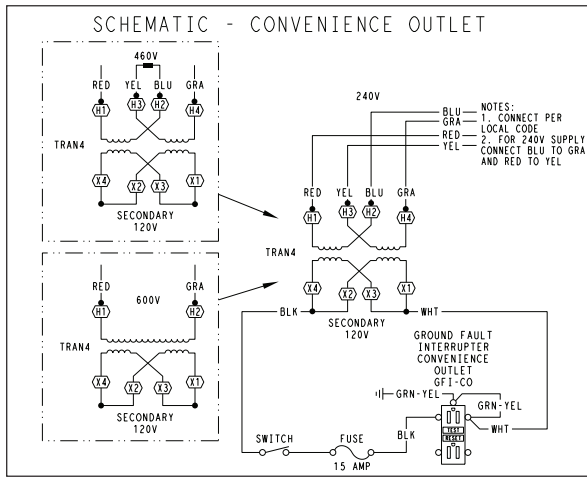 SCHEMATIC - CONVENIENCE OUTLET
460V
RED YEL BLU GRA
H1 H3 H2 H4
TRAN4
X4 X2 X3 X1
SECONDARY
120V
600V
RED GRA
H1 H2
TRAN4
X4 X2 X3 X1
SECONDARY
120V
240V
BLU
GRA
RED
YEL
NOTES:
1. CONNECT PER
LOCAL CODE
2. FOR 240V SUPPLY
CONNECT BLU TO GRA
AND RED TO YEL
RED YEL BLU GRA
H1 H3 H2 H4
TRAN4
X4 X2 X3 X1
BLK WHT
SECONDARY
120V
GROUND FAULT
INTERRUPTER
CONVENIENCE
OUTLET
GFI-CO
GRN-YEL
GRN-YEL
WHT
TEST
RESET
BLK
SWITCH FUSE
15 AMP